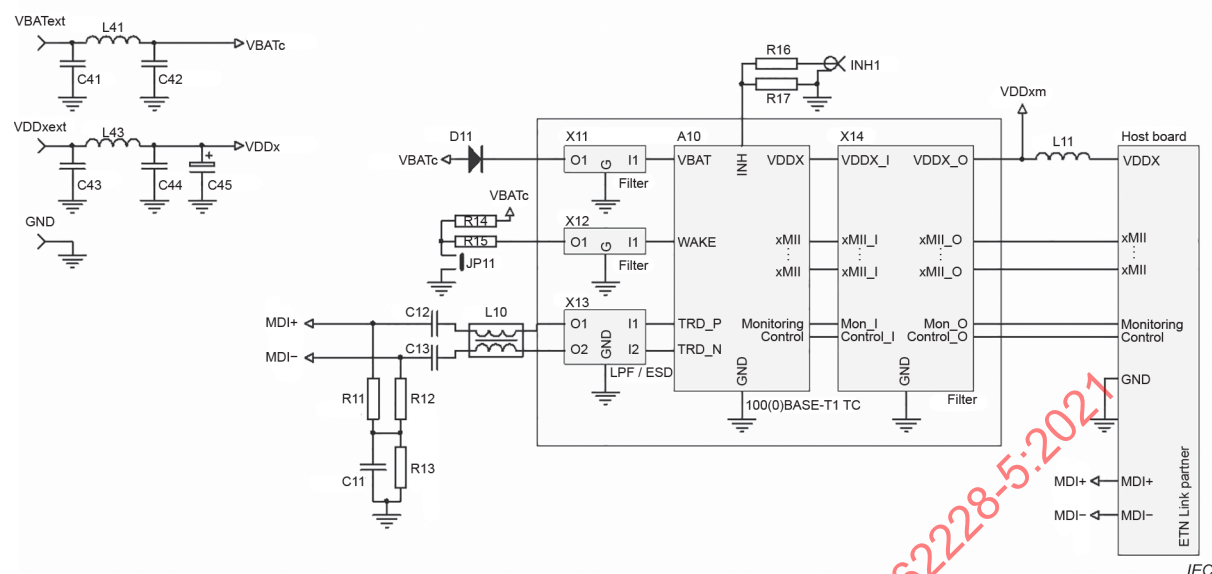 VBAText
L41
VBATc
C41
C42
VDDxext
L43
VDDx
+
C43
C44
C45
GND
R16
INH1
R17
VDDxm
D11
X11
A10
X14
L11
Host board
VBATc
O1
G
I1
VBAT
INH
VDDX
VDDX_I
VDDX_O
VDDX
Filter
VBATc
R14
X12
R15
O1
G
I1
WAKE
xMII
xMII_I
xMII_O
xMII
JP11
Filter
xMII
xMII_I
xMII_O
xMII
X13
C12
L10
MDI+
O1
I1
TRD_P
Monitoring
Mon_I
Mon_O
Monitoring
Control
Control_I
Control_O
Control
MDI−
C13
O2
GND
I2
TRD_N
LPF / ESD
GND
GND
GND
R11
R12
100(0)BASE-T1 TC
Filter
C11
R13
MDI+
MDI+
MDI−
MDI−
ETN Link partner
62228-5:2021
IEC